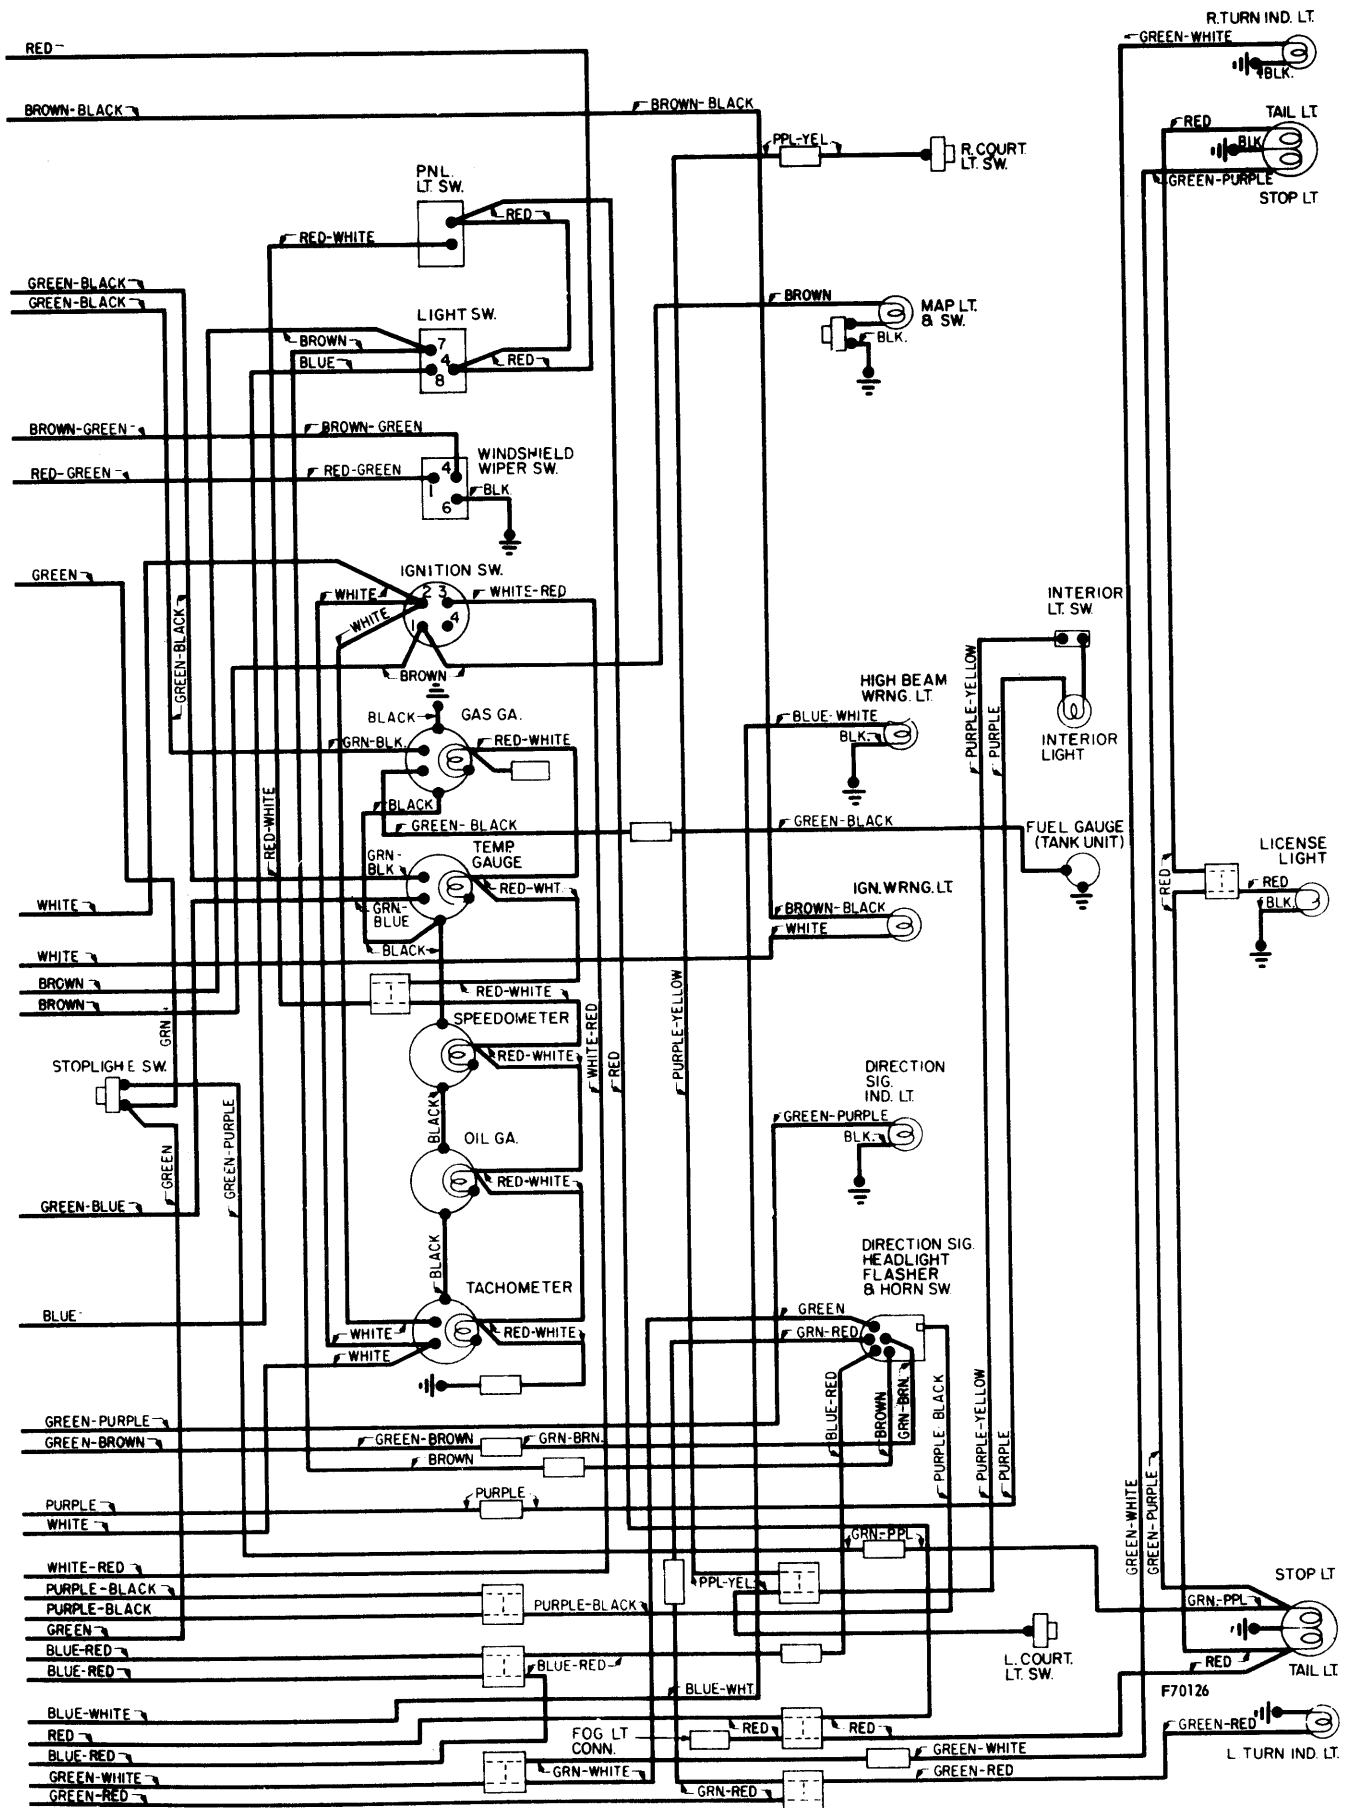 R.TURN IND. LT.
GREEN-WHITE
BLK.
RED
BROWN-BLACK
BROWN-BLACK
TAIL LT.
RED
BLK
GREEN-PURPLE
STOP LT
PPL-YEL
R. COURT
LT. SW.
PNL.
LT. SW.
RED
RED-WHITE
GREEN-BLACK
GREEN-BLACK
LIGHT SW.
BROWN
7
4
BLUE
8
RED
BROWN
MAP LT.
& SW.
BLK.
BROWN-GREEN
BROWN-GREEN
WINDSHIELD
WIPER SW.
RED-GREEN
RED-GREEN
4
1
6
BLK.
GREEN
IGNITION SW.
WHITE
2 3
WHITE-RED
WHITE
1
4
BROWN
GREEN-BLACK
INTERIOR
LT. SW.
PURPLE-YELLOW
PURPLE
INTERIOR
LIGHT
HIGH BEAM
WRNG. LT.
BLUE-WHITE
BLK.
BLACK
GAS GA.
GRN-BLK.
RED-WHITE
BLACK
GREEN-BLACK
GREEN-BLACK
FUEL GAUGE
(TANK UNIT)
RED-WHITE
TEMP.
GAUGE
GRN-
BLK
RED-WHT.
GRN-
BLUE
BLACK
IGN. WRNG. LT.
BROWN-BLACK
WHITE
LICENSE
LIGHT
RED
RED
BLK.
WHITE
WHITE
BROWN
BROWN
RED-WHITE
GRN
SPEEDOMETER
RED-WHITE
WHITE-RED
RED
PURPLE-YELLOW
STOPLIGHE SW.
GREEN-PURPLE
GREEN
BLACK
OIL GA.
RED-WHITE
DIRECTION
SIG.
IND. LT.
GREEN-PURPLE
BLK.
GREEN-BLUE
BLACK
TACHOMETER
BLUE
WHITE
RED-WHITE
WHITE
DIRECTION SIG.
HEADLIGHT
FLASHER
& HORN SW.
GREEN
GRN-RED
BLUE-RED
BROWN
GRN-BRN.
PURPLE BLACK
PURPLE-YELLOW
PURPLE
GREEN-WHITE
GREEN-PURPLE
GREEN-PURPLE
GREEN-BROWN
GREEN-BROWN
GRN-BRN.
BROWN
PURPLE
PURPLE
WHITE
GRN-PPL
WHITE-RED
PURPLE-BLACK
PPL-YEL
PURPLE-BLACK
PURPLE-BLACK
GREEN
BLUE-RED
BLUE-RED
BLUE-RED
L. COURT.
LT. SW.
STOP LT
GRN-PPL
RED
TAIL LT.
F70126
BLUE-WHT.
BLUE-WHITE
RED
FOG LT
CONN.
RED
RED
GREEN-RED
BLUE-RED
GREEN-WHITE
L. TURN IND. LT.
GREEN-WHITE
GRN-WHITE
GREEN-RED
GREEN-RED
GRN-RED